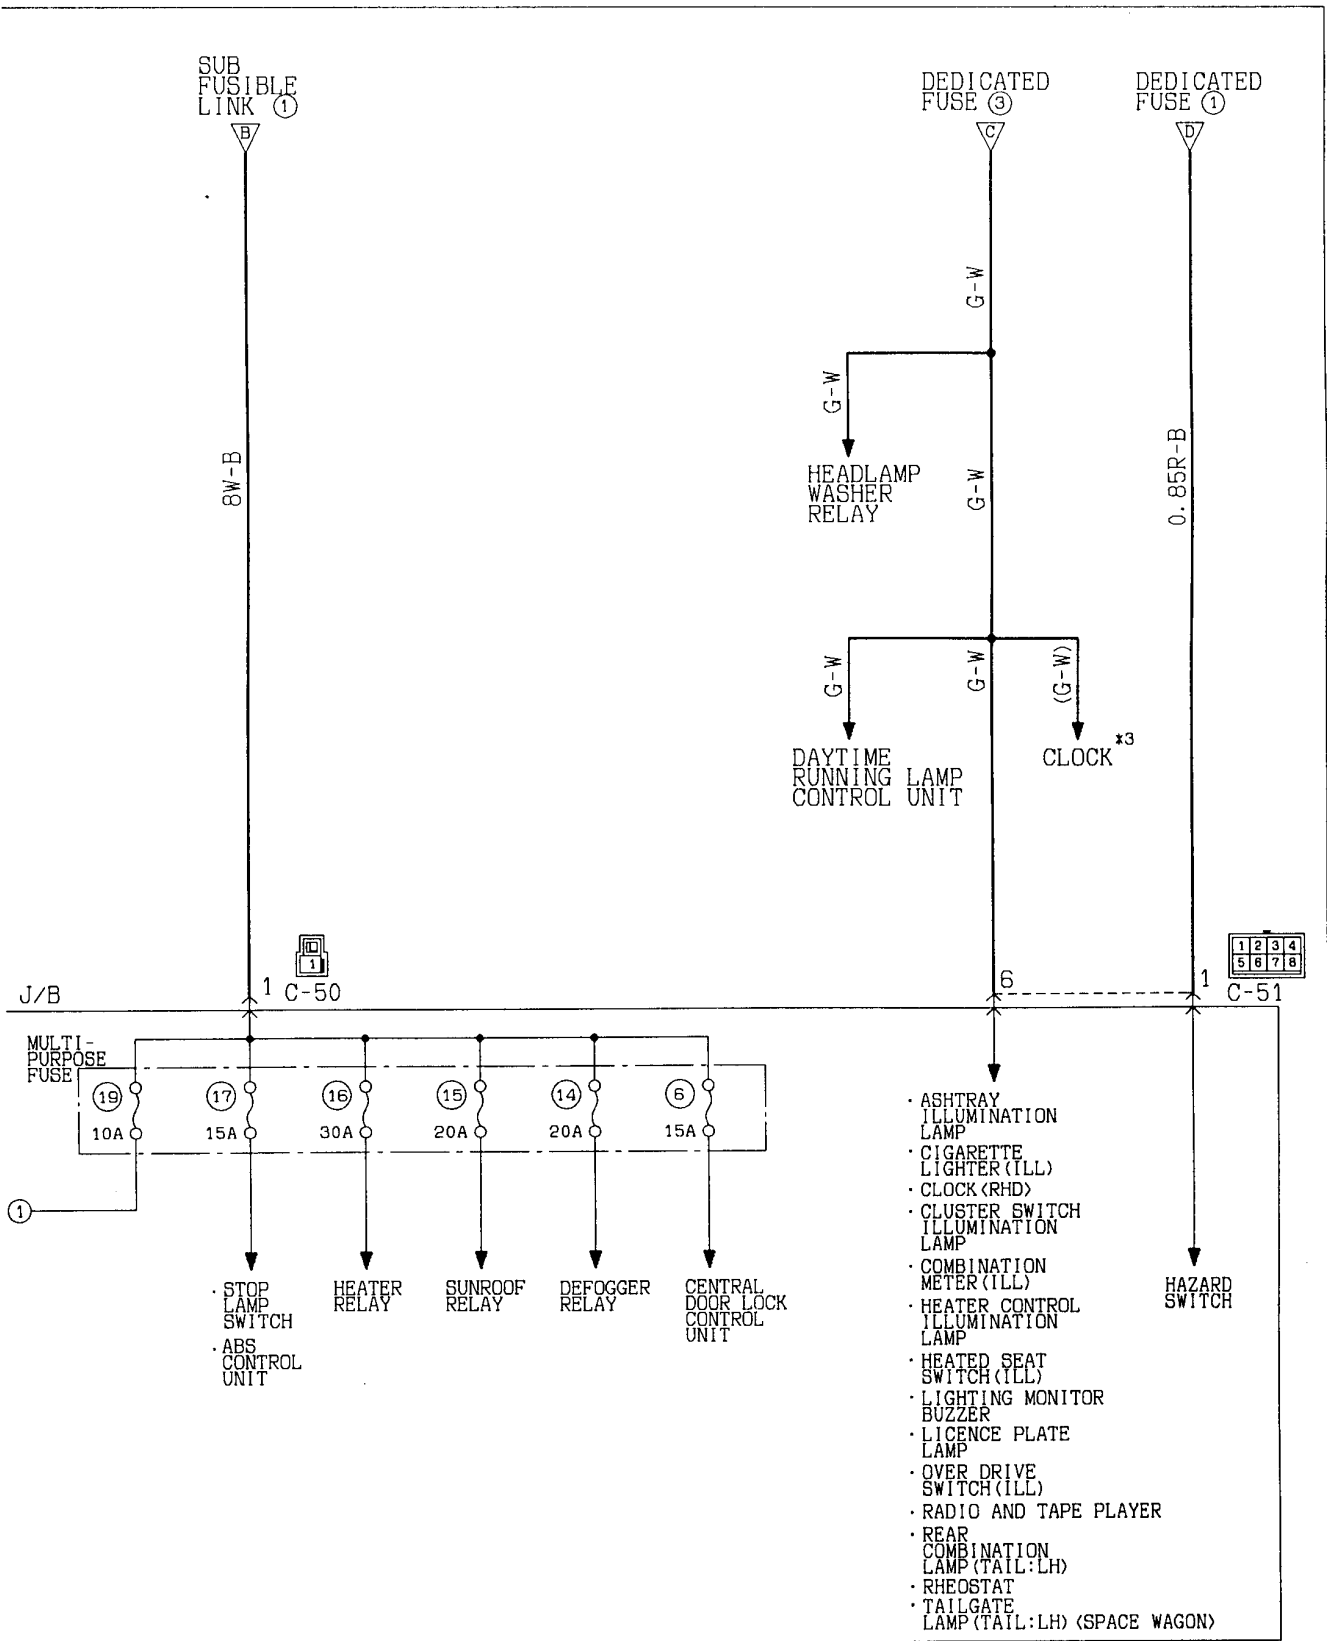 SUB
FUSIBLE
LINK ①
B
DEDICATED
FUSE ③
C
DEDICATED
FUSE ①
D
G-W
G-W
HEADLAMP
WASHER
RELAY
8W-B
G-W
0.85R-B
G-W
G-W
(G-W)
DAYTIME
RUNNING LAMP
CONTROL UNIT
CLOCK *3
J/B
1
1
C-50
6
1
1 2 3 4
5 6 7 8
C-51
MULTI-
PURPOSE
FUSE
⑲
10A
⑰
15A
⑯
30A
⑮
20A
⑭
20A
⑥
15A
①
· STOP
LAMP
SWITCH
· ABS
CONTROL
UNIT
HEATER
RELAY
SUNROOF
RELAY
DEFOGGER
RELAY
CENTRAL
DOOR LOCK
CONTROL
UNIT
· ASHTRAY
ILLUMINATION
LAMP
· CIGARETTE
LIGHTER(ILL)
· CLOCK<RHD>
· CLUSTER SWITCH
ILLUMINATION
LAMP
· COMBINATION
METER(ILL)
· HEATER CONTROL
ILLUMINATION
LAMP
· HEATED SEAT
SWITCH(ILL)
· LIGHTING MONITOR
BUZZER
· LICENCE PLATE
LAMP
· OVER DRIVE
SWITCH(ILL)
· RADIO AND TAPE PLAYER
· REAR
COMBINATION
LAMP(TAIL:LH)
· RHEOSTAT
· TAILGATE
LAMP(TAIL:LH)<SPACE WAGON>
HAZARD
SWITCH